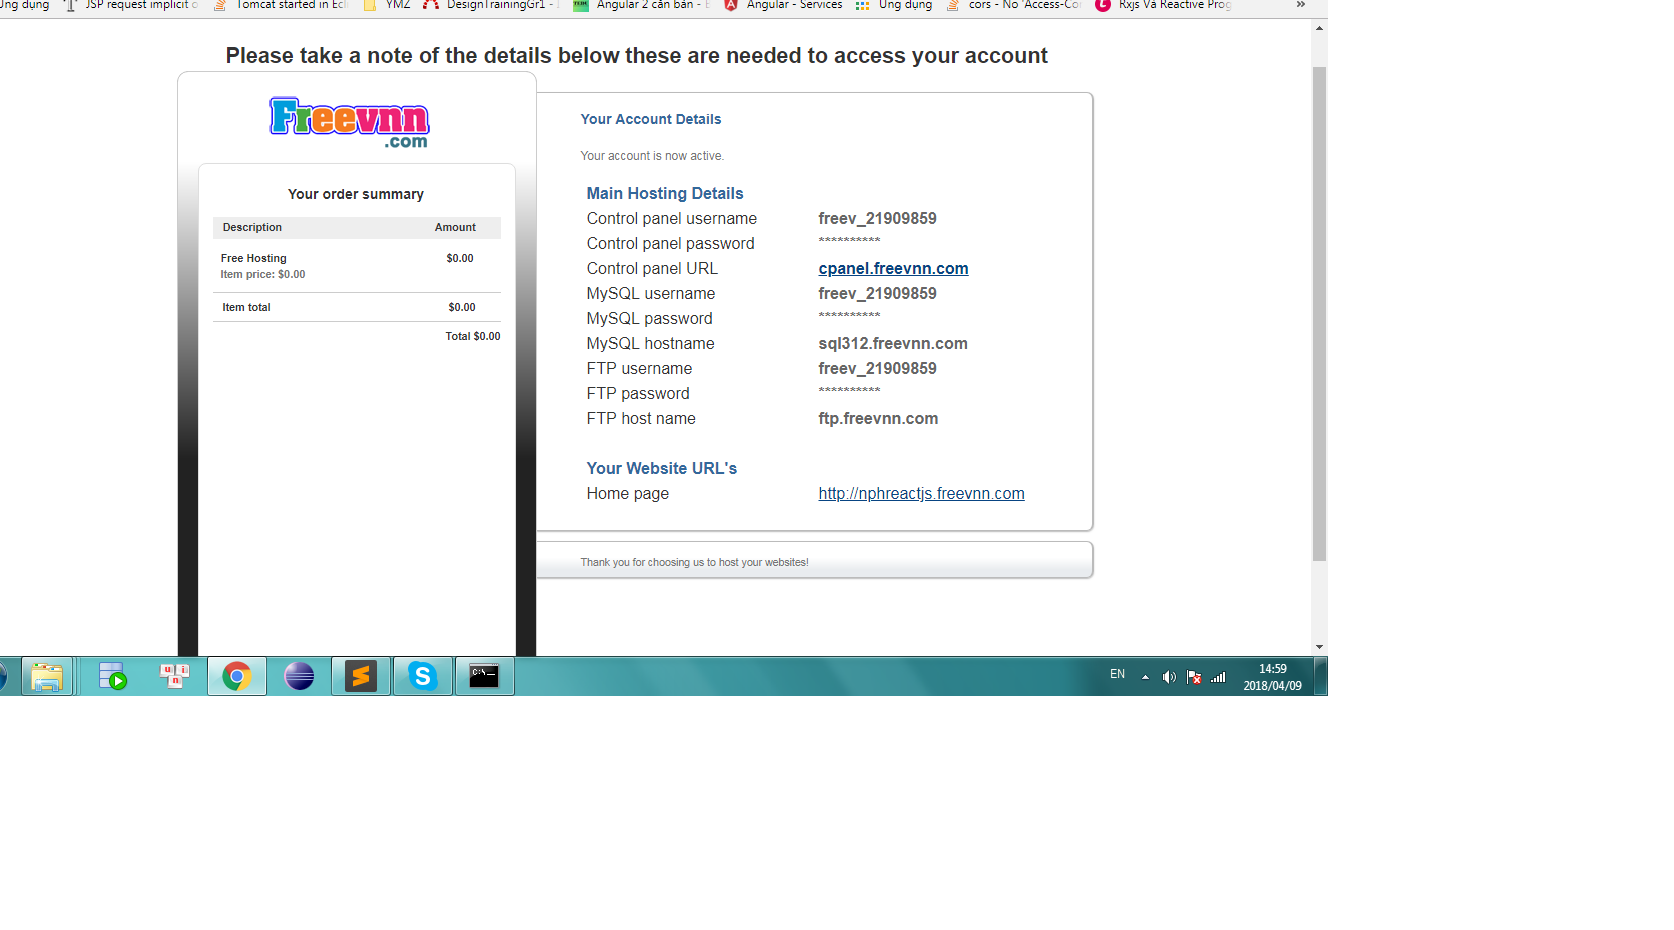 Ứng dụng JSP request implicit o Tomcat started in Ecl YMZ DesignTrainingGr1 - Angular 2 căn bản - Angular - Services Ứng dụng cors - No 'Access-Co Rxjs Và Reactive Prog »
Please take a note of the details below these are needed to access your account
Freevnn
.com
Your order summary
Description Amount
Free Hosting $0.00
Item price: $0.00
Item total $0.00
Total $0.00
Your Account Details
Your account is now active.
Main Hosting Details
Control panel username freev_21909859
Control panel password **********
Control panel URL cpanel.freevnn.com
MySQL username freev_21909859
MySQL password **********
MySQL hostname sql312.freevnn.com
FTP username freev_21909859
FTP password **********
FTP host name ftp.freevnn.com
Your Website URL's
Home page http://nphreactjs.freevnn.com
Thank you for choosing us to host your websites!
u i n
S
C:\_
EN
14:59
2018/04/09